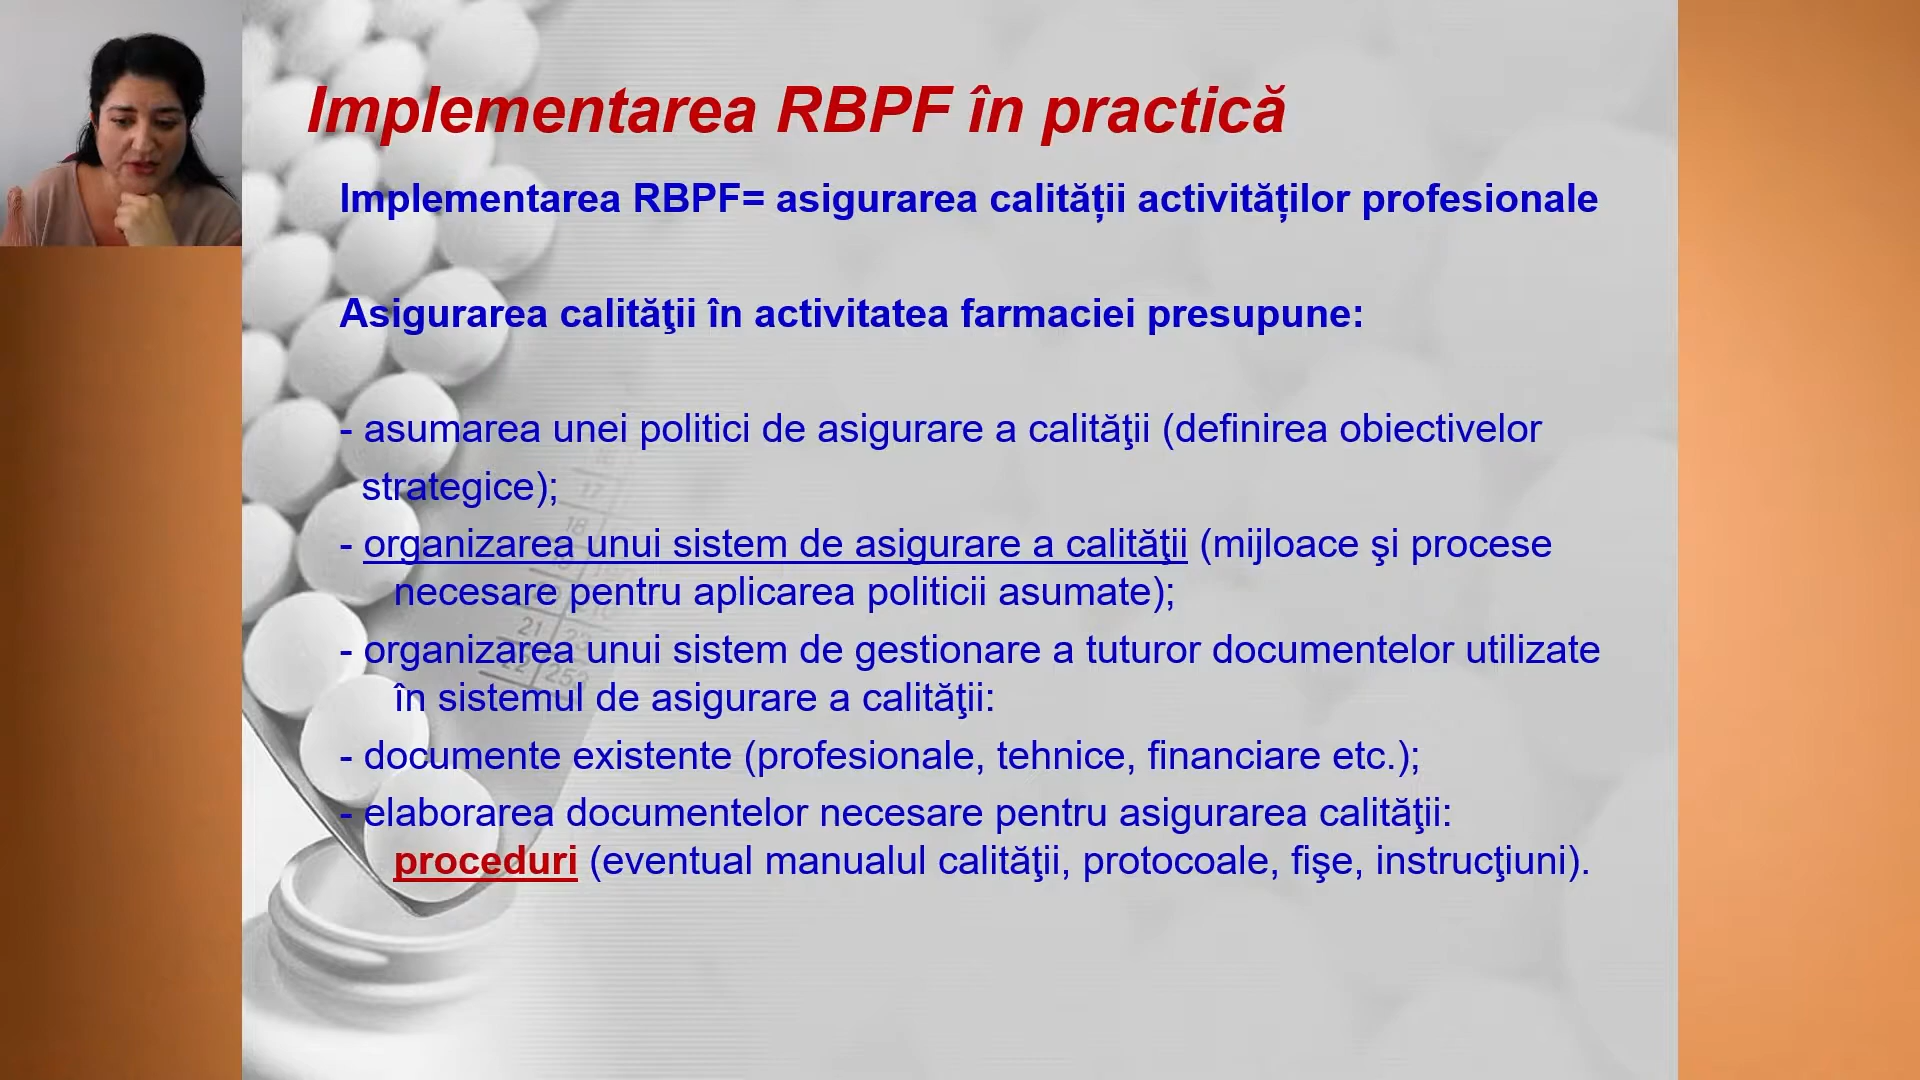 Implementarea RBPF în practică
Implementarea RBPF= asigurarea calității activităților profesionale
Asigurarea calităţii în activitatea farmaciei presupune:
- asumarea unei politici de asigurare a calităţii (definirea obiectivelor
strategice);
- organizarea unui sistem de asigurare a calităţii (mijloace şi procese
necesare pentru aplicarea politicii asumate);
- organizarea unui sistem de gestionare a tuturor documentelor utilizate
în sistemul de asigurare a calităţii:
- documente existente (profesionale, tehnice, financiare etc.);
- elaborarea documentelor necesare pentru asigurarea calităţii:
proceduri (eventual manualul calităţii, protocoale, fişe, instrucţiuni).